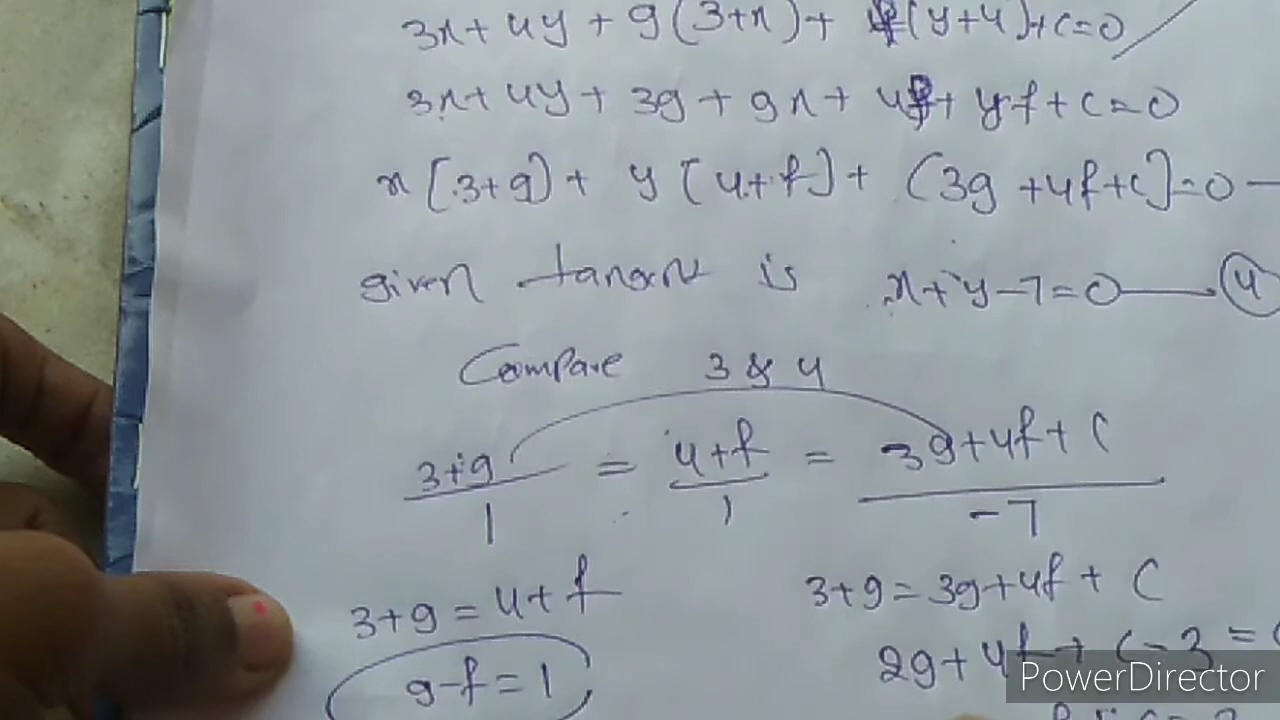 3x + 4y + g(3+x) + f(y+4) + c = 0
3x + 4y + 3g + gx + 4f + yf + c = 0
x [3+g) + y [4+f] + (3g + 4f + c] = 0 —
given tangent is x + y - 7 = 0 — 4
Compare 3 & 4
3+g/1 = 4+f/1 = 3g+4f+c/-7
3+g = 4+f 3+g = 3g+4f+c
g-f = 1 2g+4f+c-3 =
PowerDirector